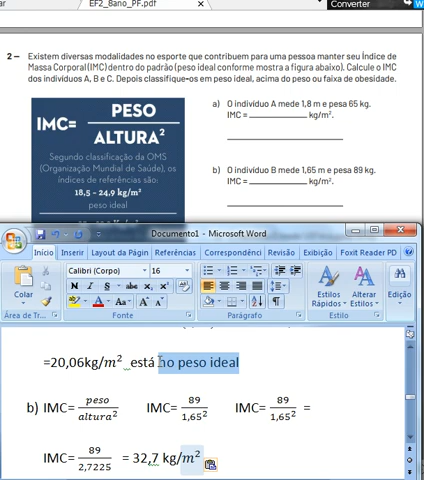 EF2_8ano_PF.pdf
Converter
2 – Existem diversas modalidades no esporte que contribuem para uma pessoa manter seu Índice de
Massa Corporal (IMC) dentro do padrão (peso ideal conforme mostra a figura abaixo). Calcule o IMC
dos indivíduos A, B e C. Depois classifique-os em peso ideal, acima do peso ou faixa de obesidade.
IMC= PESO
ALTURA²
Segundo classificação da OMS
(Organização Mundial de Saúde), os
índices de referências são:
18,5 - 24,9 kg/m²
peso ideal
a) O indivíduo A mede 1,8 m e pesa 65 kg.
IMC = ____________ kg/m².
b) O indivíduo B mede 1,65 m e pesa 89 kg.
IMC = ____________ kg/m².
Documento1 - Microsoft Word
Início Inserir Layout da Págin Referências Correspondênci Revisão Exibição Foxit Reader PD
Colar
Calibri (Corpo) 16
N I S abc x₂ x²
ab A Aa A A
Estilos Rápidos
Alterar Estilos
Edição
Área de Tr... Fonte Parágrafo Estilo
=20,06kg/m² está no peso ideal
b) IMC= peso/altura² IMC= 89/1,65² IMC= 89/1,65² =
IMC= 89/2,7225 = 32,7 kg/m²